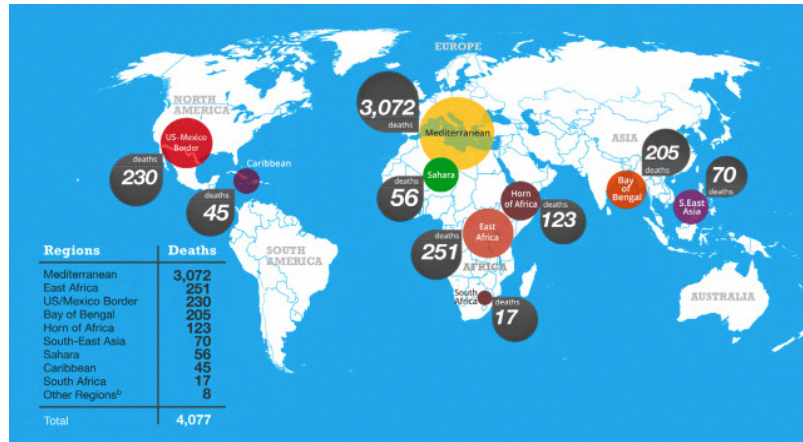 EUROPE
NORTH
AMERICA
3,072
deaths
Mediterranean
US-Mexico
Border
ASIA
205
deaths
deaths
230
Caribbean
deaths
45
Sahara
deaths
56
Horn
of Africa
deaths
123
Bay
of
Bengal
70
deaths
S.East
Asia
East
Africa
deaths
251
AFRICA
SOUTH
AMERICA
South
Africa
deaths
17
AUSTRALIA
Regions Deaths
Mediterranean 3,072
East Africa 251
US/Mexico Border 230
Bay of Bengal 205
Horn of Africa 123
South-East Asia 70
Sahara 56
Caribbean 45
South Africa 17
Other Regionsᵇ 8
Total 4,077